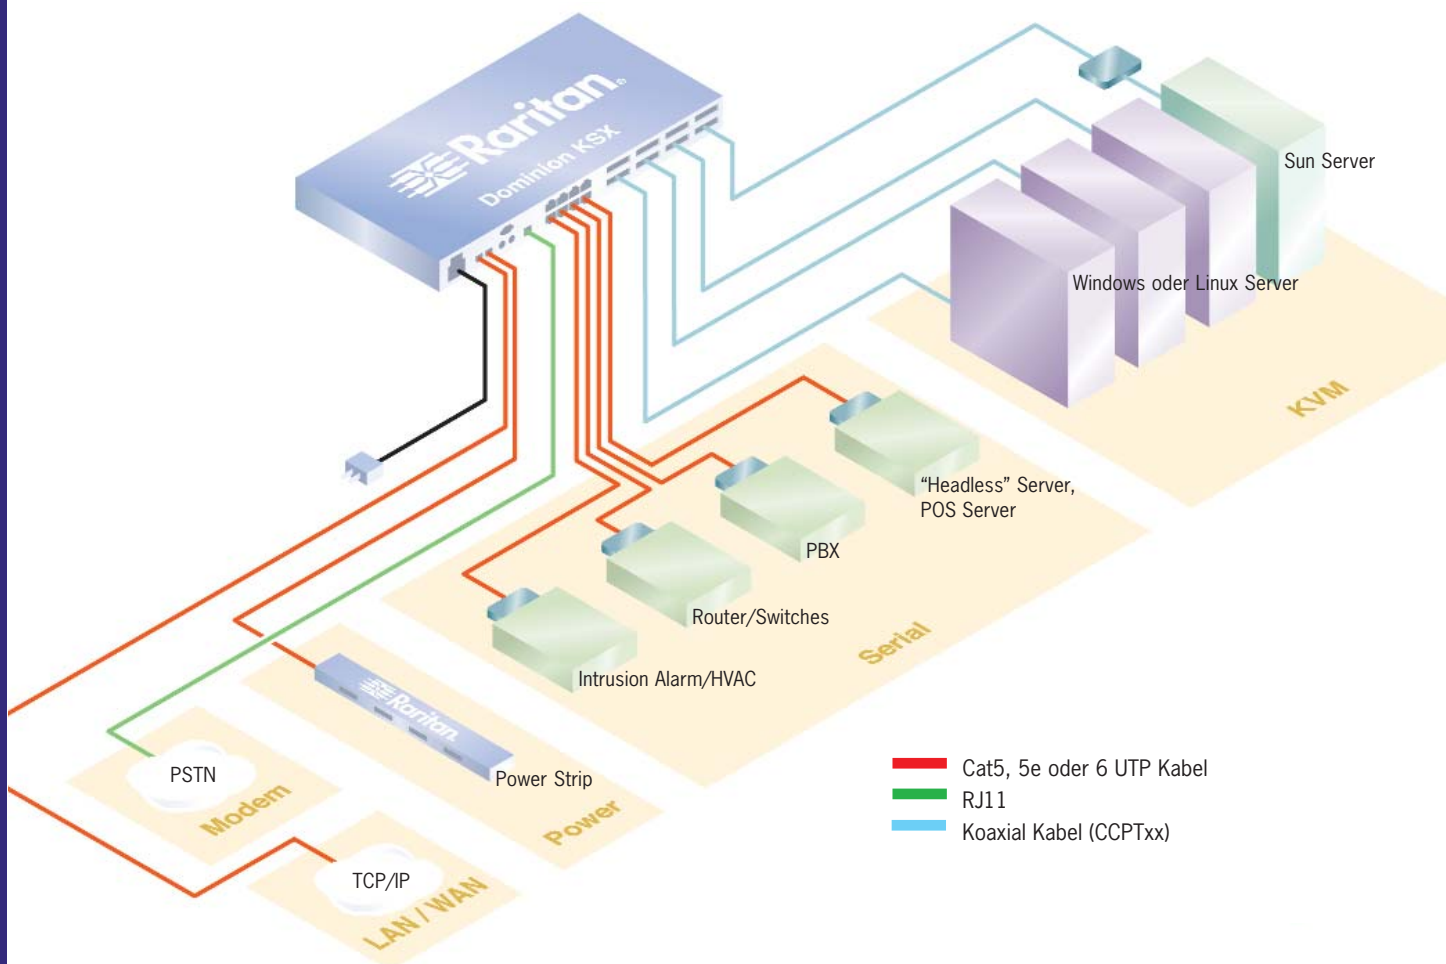 Raritan.
Dominion KSX
Sun Server
Windows oder Linux Server
KVM
“Headless” Server,
POS Server
PBX
Router/Switches
Serial
Intrusion Alarm/HVAC
Raritan.
Power Strip
Power
PSTN
Modem
TCP/IP
LAN / WAN
Cat5, 5e oder 6 UTP Kabel
RJ11
Koaxial Kabel (CCPTxx)